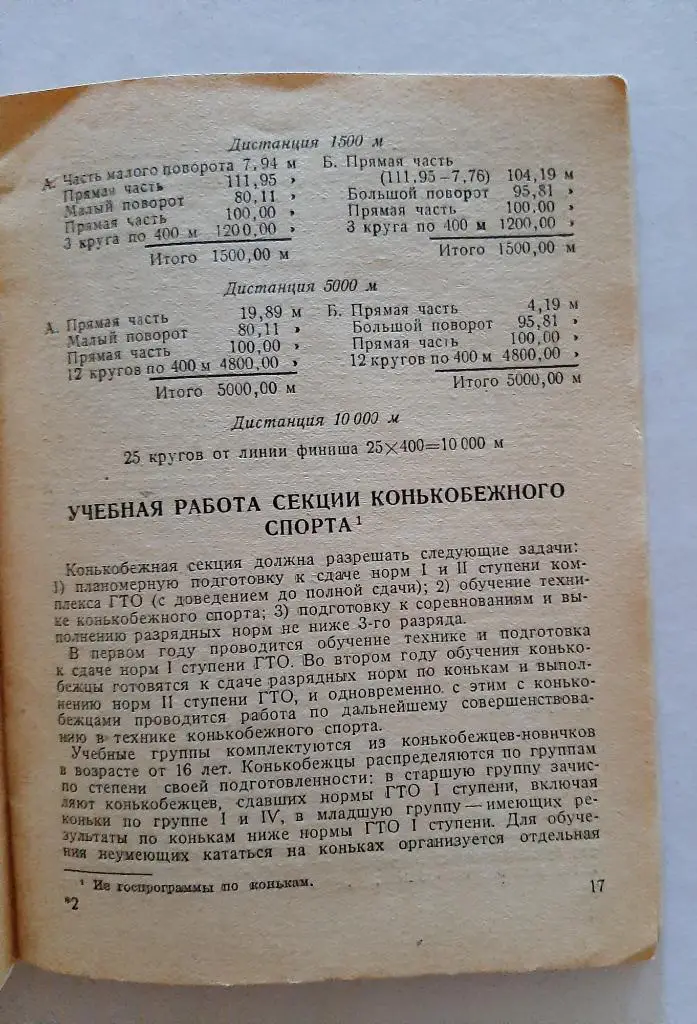 Дистанция 1500 м
А. Часть малого поворота 7,94 м
Прямая часть 111,95 »
Малый поворот 80,11 »
Прямая часть 100,00 »
3 круга по 400 м 1200,00 »
Итого 1500,00 м
Б. Прямая часть
(111,95-7,76) 104,19 м
Большой поворот 95,81 »
Прямая часть 100,00 »
3 круга по 400 м 1200,00 »
Итого 1500,00 м
Дистанция 5000 м
А. Прямая часть 19,89 м
Малый поворот 80,11 »
Прямая часть 100,00 »
12 кругов по 400 м 4800,00 »
Итого 5000,00 м
Б. Прямая часть 4,19 м
Большой поворот 95,81 »
Прямая часть 100,00 »
12 кругов по 400 м 4800,00 »
Итого 5000,00 м
Дистанция 10 000 м
25 кругов от линии финиша 25×400=10 000 м
УЧЕБНАЯ РАБОТА СЕКЦИИ КОНЬКОБЕЖНОГО
СПОРТА¹
Конькобежная секция должна разрешать следующие задачи:
1) планомерную подготовку к сдаче норм I и II ступени ком-
плекса ГТО (с доведением до полной сдачи); 2) обучение техни-
ке конькобежного спорта; 3) подготовку к соревнованиям и вы-
полнению разрядных норм не ниже 3-го разряда.
В первом году проводится обучение технике и подготовка
к сдаче норм I ступени ГТО. Во втором году обучения конько-
бежцы готовятся к сдаче разрядных норм по конькам и выпол-
нению норм II ступени ГТО, и одновременно с этим с конько-
бежцами проводится работа по дальнейшему совершенствова-
нию в технике конькобежного спорта.
Учебные группы комплектуются из конькобежцев-новичков
в возрасте от 16 лет. Конькобежцы распределяются по группам
по степени своей подготовленности: в старшую группу зачис-
ляют конькобежцев, сдавших нормы ГТО I ступени, включая
коньки по группе I и IV, в младшую группу — имеющих ре-
зультаты по конькам ниже нормы ГТО I ступени. Для обуче-
ния неумеющих кататься на коньках организуется отдельная
¹ Из госпрограммы по конькам.
*2
17